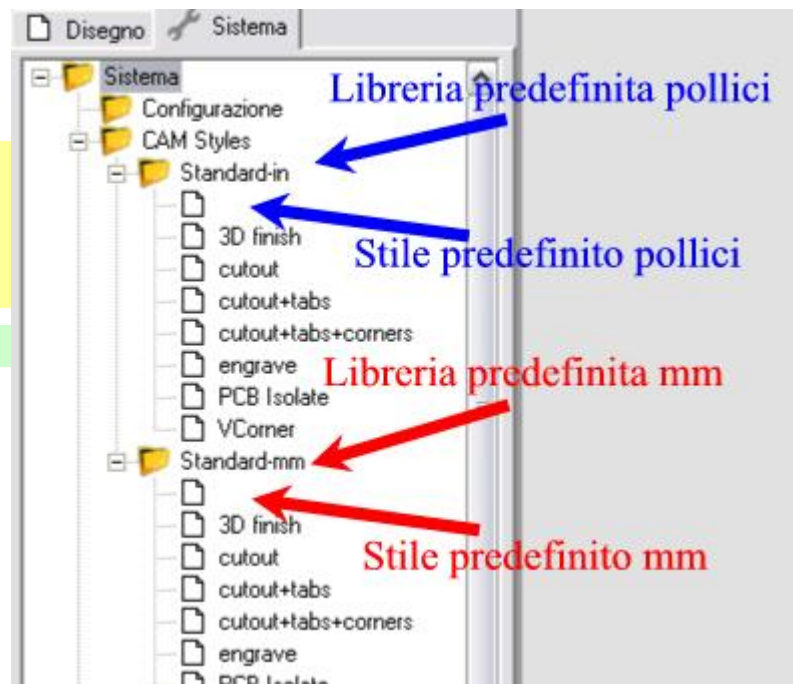 Disegno Sistema
Sistema
Libreria predefinita pollici
Configurazione
CAM Styles
Standard-in
3D finish
Stile predefinito pollici
cutout
cutout+tabs
cutout+tabs+corners
engrave
Libreria predefinita mm
PCB Isolate
VCorner
Standard-mm
3D finish
Stile predefinito mm
cutout
cutout+tabs
cutout+tabs+corners
engrave
PCB Isolate